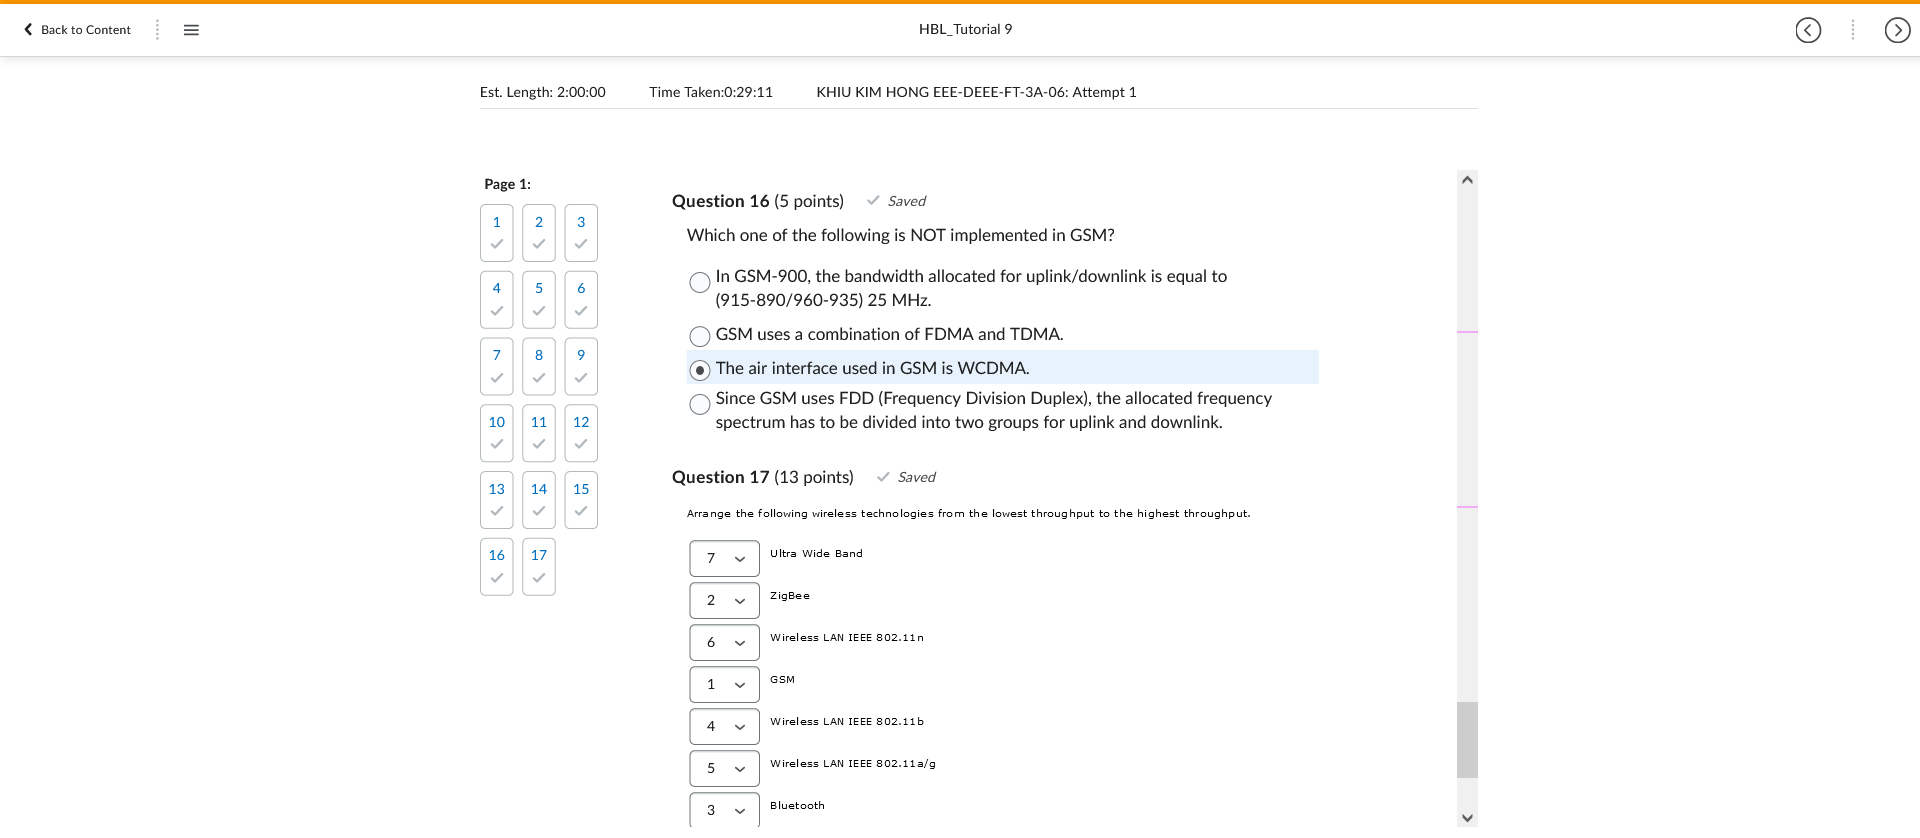 Back to Content
HBL_Tutorial 9
Est. Length: 2:00:00 Time Taken:0:29:11 KHIU KIM HONG EEE-DEEE-FT-3A-06: Attempt 1
Page 1:
1 2 3
4 5 6
7 8 9
10 11 12
13 14 15
16 17
Question 16 (5 points) Saved
Which one of the following is NOT implemented in GSM?
In GSM-900, the bandwidth allocated for uplink/downlink is equal to
(915-890/960-935) 25 MHz.
GSM uses a combination of FDMA and TDMA.
The air interface used in GSM is WCDMA.
Since GSM uses FDD (Frequency Division Duplex), the allocated frequency
spectrum has to be divided into two groups for uplink and downlink.
Question 17 (13 points) Saved
Arrange the following wireless technologies from the lowest throughput to the highest throughput.
7 Ultra Wide Band
2 ZigBee
6 Wireless LAN IEEE 802.11n
1 GSM
4 Wireless LAN IEEE 802.11b
5 Wireless LAN IEEE 802.11a/g
3 Bluetooth